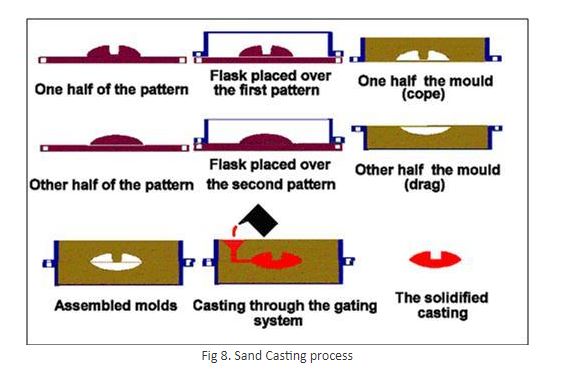 One half of the pattern
Flask placed over
the first pattern
One half the mould
(cope)
Other half of the pattern
Flask placed over
the second pattern
Other half the mould
(drag)
Assembled molds
Casting through the gating
system
The solidified
casting
Fig 8. Sand Casting process